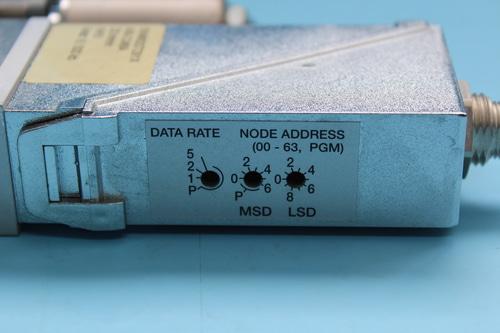 DATA RATE
NODE ADDRESS
(00 - 63, PGM)
5
2
1
P
2
4
0
6
P
2
4
0
6
8
MSD
LSD